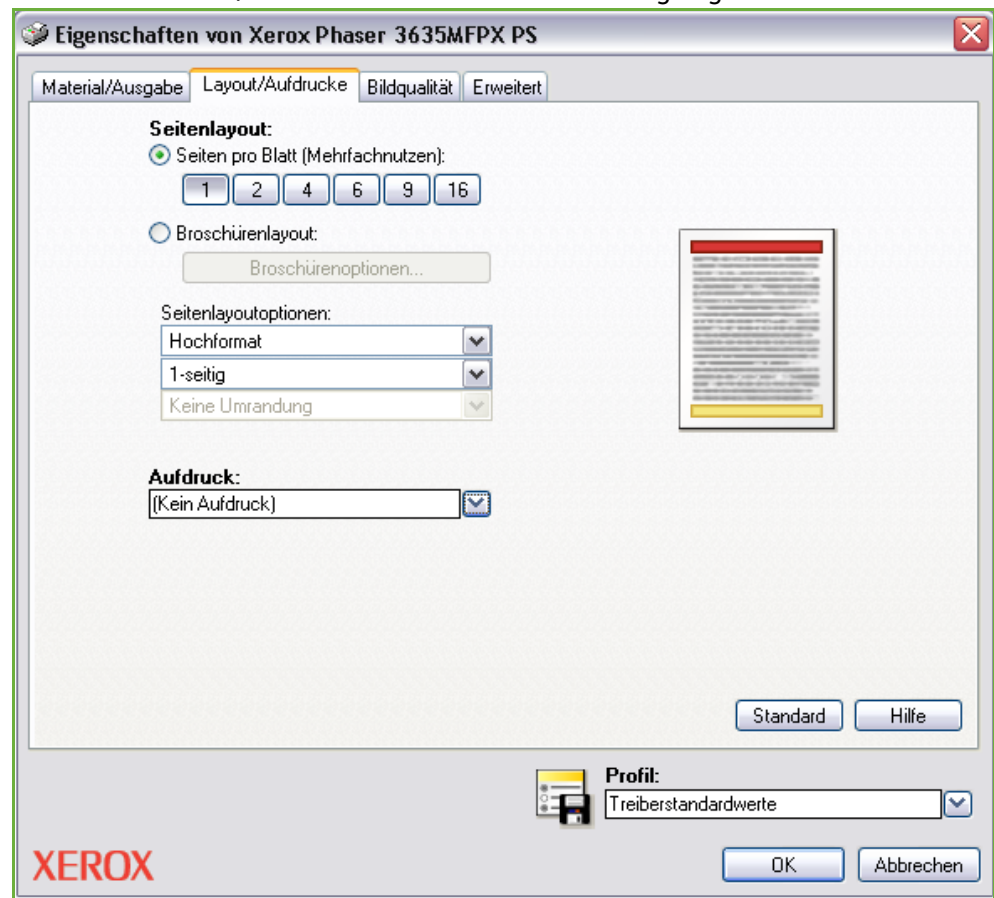 Eigenschaften von Xerox Phaser 3635MFPX PS
Material/Ausgabe Layout/Aufdrucke Bildqualität Erweitert
Seitenlayout:
Seiten pro Blatt (Mehrfachnutzen):
1 2 4 6 9 16
Broschürenlayout:
Broschürenoptionen...
Seitenlayoutoptionen:
Hochformat
1-seitig
Keine Umrandung
Aufdruck:
(Kein Aufdruck)
Standard Hilfe
Profil:
Treiberstandardwerte
XEROX
OK Abbrechen